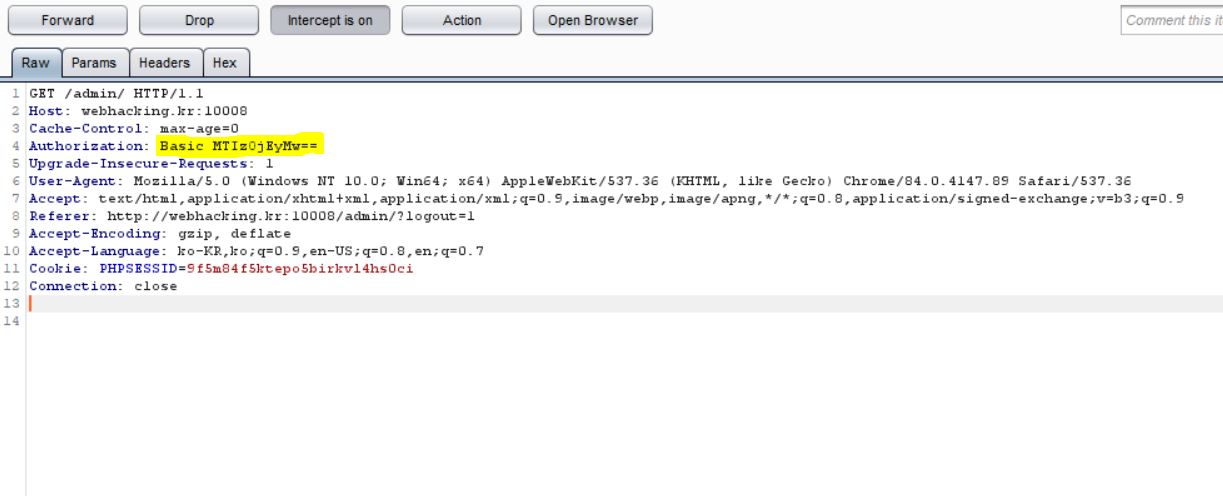 Forward Drop Intercept is on Action Open Browser Comment this it
Raw Params Headers Hex
1 GET /admin/ HTTP/1.1
2 Host: webhacking.kr:10008
3 Cache-Control: max-age=0
4 Authorization: Basic MTIzOjEyMw==
5 Upgrade-Insecure-Requests: 1
6 User-Agent: Mozilla/5.0 (Windows NT 10.0; Win64; x64) AppleWebKit/537.36 (KHTML, like Gecko) Chrome/84.0.4147.89 Safari/537.36
7 Accept: text/html,application/xhtml+xml,application/xml;q=0.9,image/webp,image/apng,*/*;q=0.8,application/signed-exchange;v=b3;q=0.9
8 Referer: http://webhacking.kr:10008/admin/?logout=1
9 Accept-Encoding: gzip, deflate
10 Accept-Language: ko-KR,ko;q=0.9,en-US;q=0.8,en;q=0.7
11 Cookie: PHPSESSID=9f5m84f5ktepo5birkvl4hs0ci
12 Connection: close
13
14